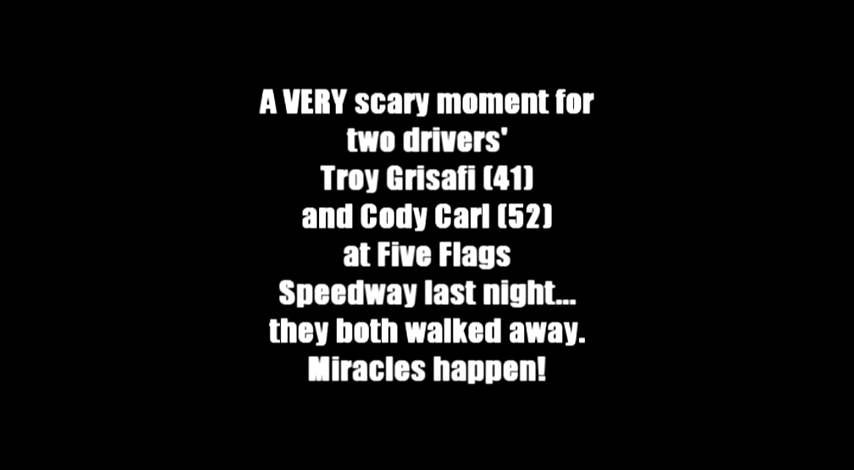 A VERY scary moment for
two drivers'
Troy Grisafi (41)
and Cody Carl (52)
at Five Flags
Speedway last night...
they both walked away.
Miracles happen!